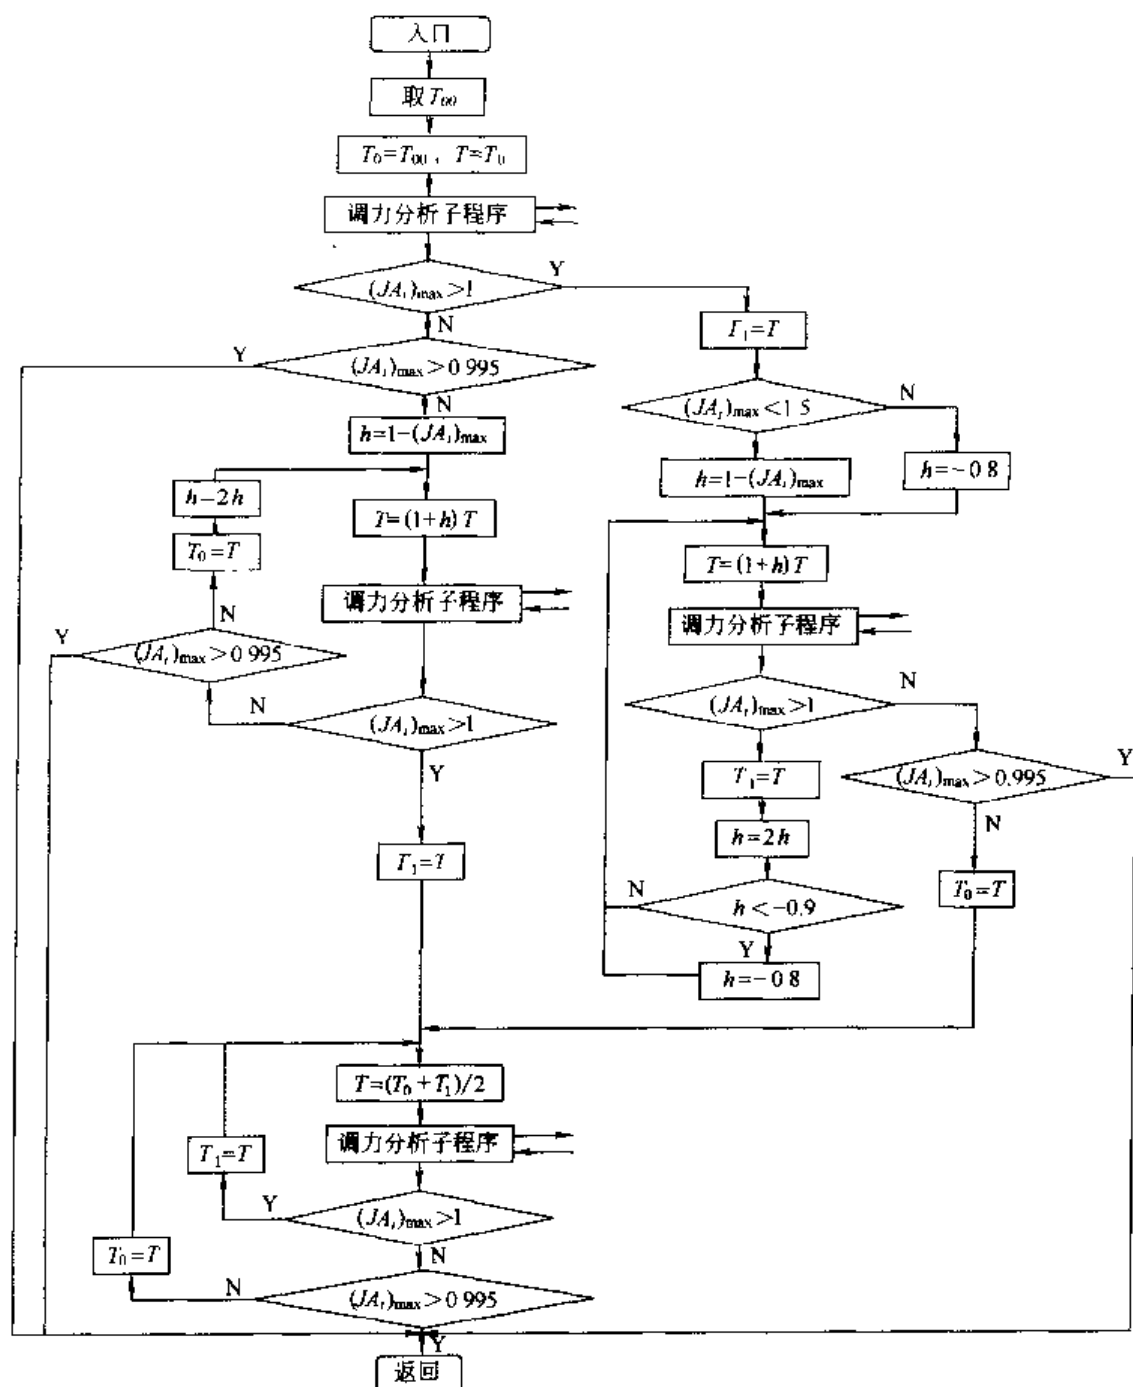 入口
取 T₀₀
T₀=T₀₀, T=T₀
调力分析子程序
(JAᵢ)max>1
Y
N
Γ₁=T
(JAᵢ)max>0 995
Y
N
(JAᵢ)max<1 5
N
h=1-(JAᵢ)max
h=1-(JAᵢ)max
h=-0 8
h-2h
T=(1+h)T
T₀=T
T=(1+h)T
调力分析子程序
调力分析子程序
N
Y
(JAᵢ)max>0 995
N
(JAᵢ)max>1
Y
(JAᵢ)max>1
N
T₁=T
(JAᵢ)max>0.995
Y
N
h=2h
Γ₁=T
N
h<-0.9
T₀=T
Y
h=-0 8
T=(T₀+T₁)/2
调力分析子程序
T₁=T
Y
(JAᵢ)max>1
N
T₀=T
N
(JAᵢ)max>0 995
Y
返回